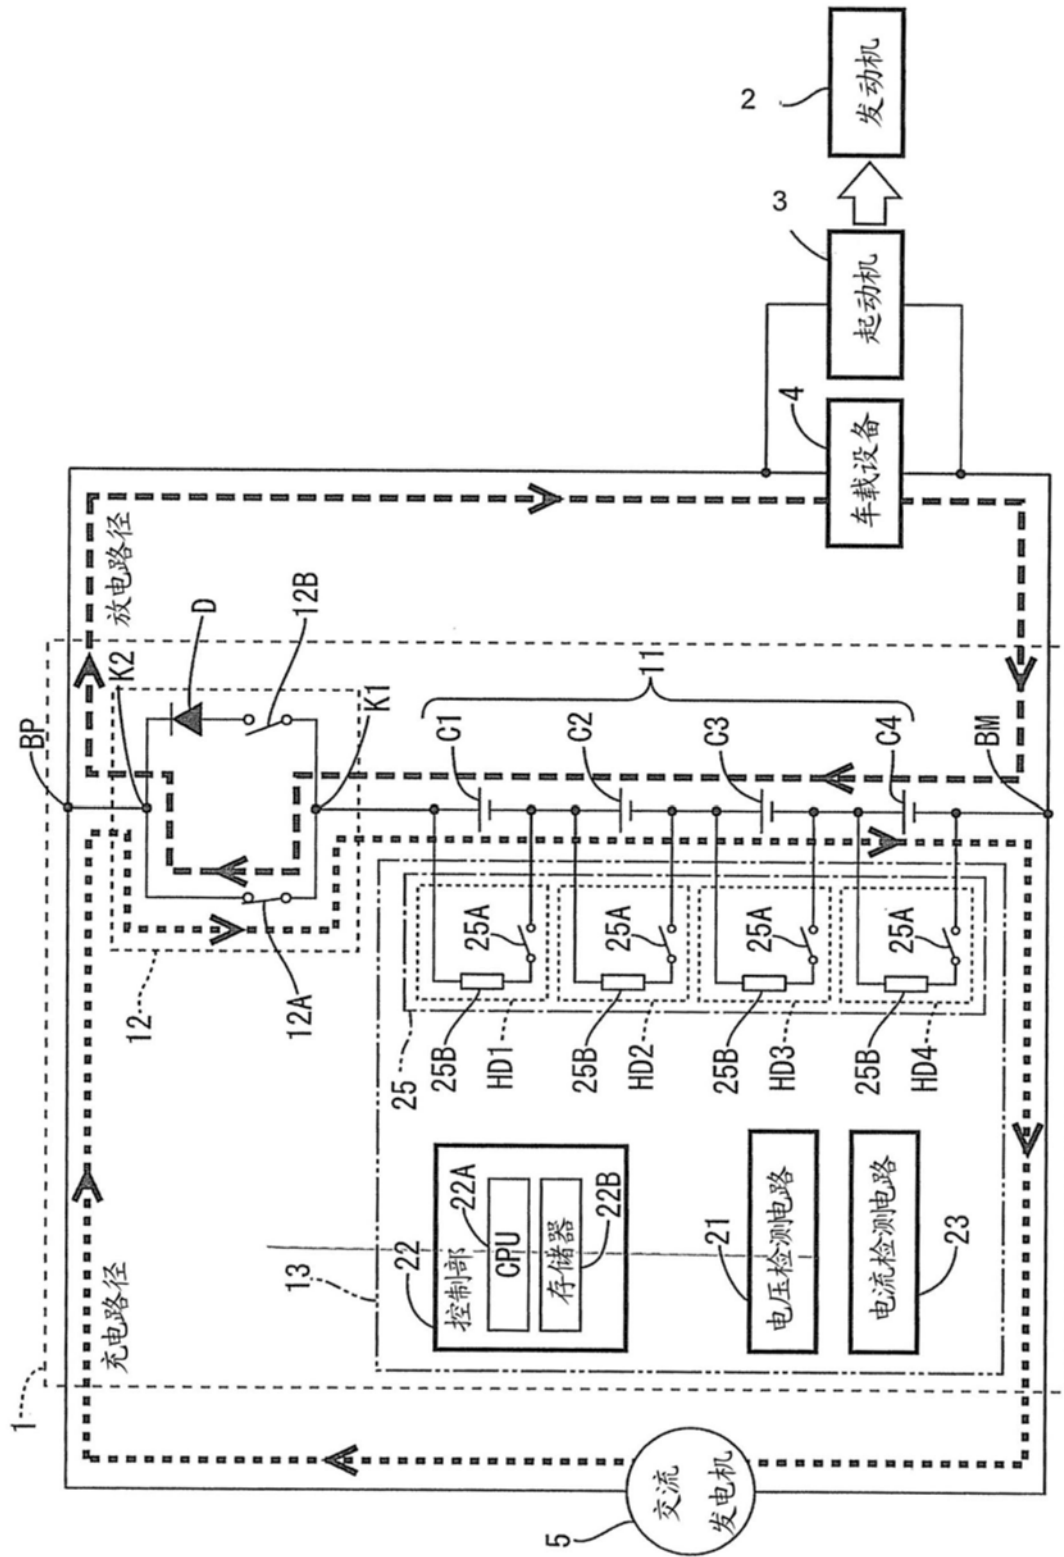 1
BP
K2
放电路径
充电路径
D
12B
12
12A
K1
11
C1
C2
C3
C4
BM
25A
25A
25A
25A
25
25B
HD1
25B
HD2
25B
HD3
25B
HD4
13
22
控制部
22A
CPU
存储器
22B
21
电压检测电路
电流检测电路
23
5
交流
发电机
4
车载设备
3
起动机
2
发动机